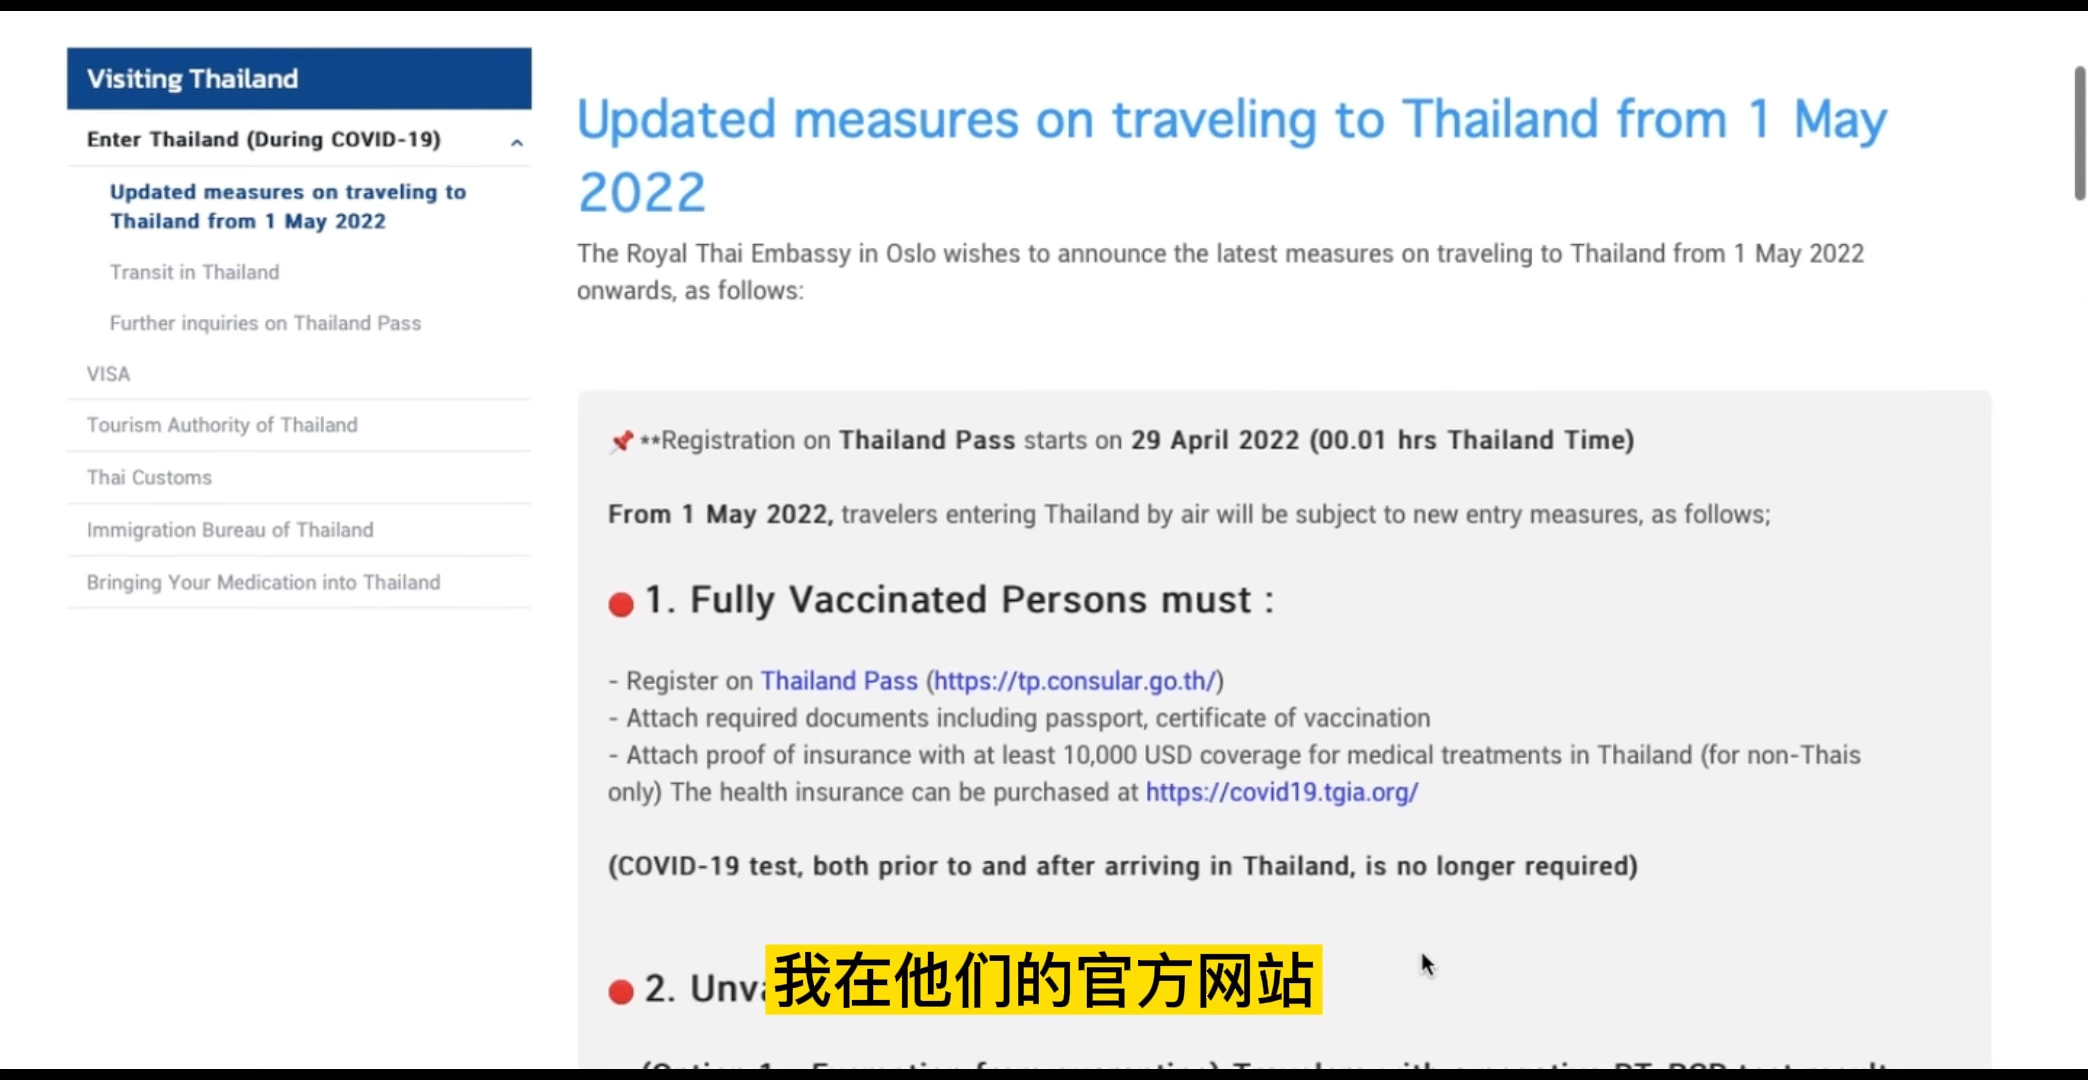 Visiting Thailand
Enter Thailand (During COVID-19)
Updated measures on traveling to
Thailand from 1 May 2022
Transit in Thailand
Further inquiries on Thailand Pass
VISA
Tourism Authority of Thailand
Thai Customs
Immigration Bureau of Thailand
Bringing Your Medication into Thailand
Updated measures on traveling to Thailand from 1 May
2022
The Royal Thai Embassy in Oslo wishes to announce the latest measures on traveling to Thailand from 1 May 2022
onwards, as follows:
📌 **Registration on Thailand Pass starts on 29 April 2022 (00.01 hrs Thailand Time)
From 1 May 2022, travelers entering Thailand by air will be subject to new entry measures, as follows;
🔴 1. Fully Vaccinated Persons must :
- Register on Thailand Pass (https://tp.consular.go.th/)
- Attach required documents including passport, certificate of vaccination
- Attach proof of insurance with at least 10,000 USD coverage for medical treatments in Thailand (for non-Thais
only) The health insurance can be purchased at https://covid19.tgia.org/
(COVID-19 test, both prior to and after arriving in Thailand, is no longer required)
🔴 2.
我在他们的官方网站